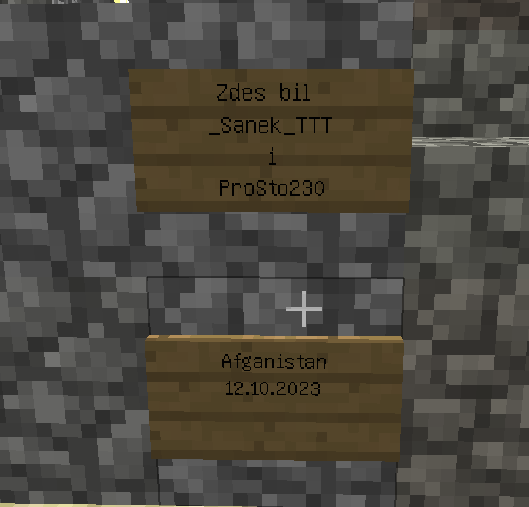 Zdes bil
_Sanek_TTT
i
ProSto230
Afganistan
12.10.2023